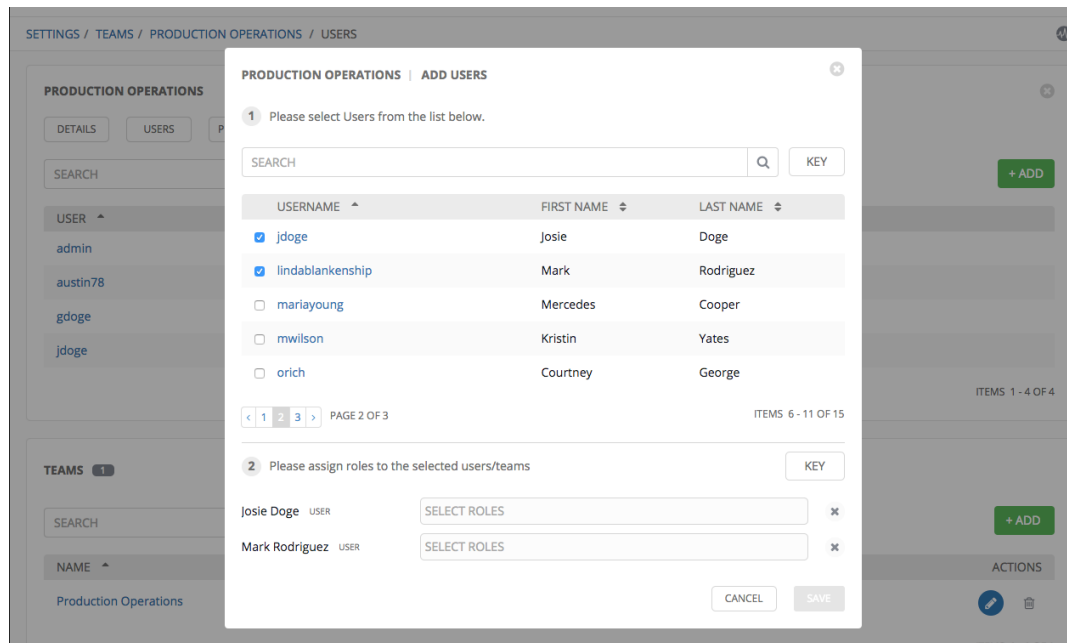 SETTINGS / TEAMS / PRODUCTION OPERATIONS / USERS
PRODUCTION OPERATIONS
DETAILS USERS P
SEARCH
+ ADD
USER
admin
austin78
gdoge
jdoge
ITEMS 1 - 4 OF 4
TEAMS 1
SEARCH
+ ADD
NAME ACTIONS
Production Operations
PRODUCTION OPERATIONS | ADD USERS
1 Please select Users from the list below.
SEARCH KEY
USERNAME FIRST NAME LAST NAME
jdoge Josie Doge
lindablankenship Mark Rodriguez
mariayoung Mercedes Cooper
mwilson Kristin Yates
orich Courtney George
< 1 2 3 > PAGE 2 OF 3 ITEMS 6 - 11 OF 15
2 Please assign roles to the selected users/teams KEY
Josie Doge USER SELECT ROLES
Mark Rodriguez USER SELECT ROLES
CANCEL SAVE